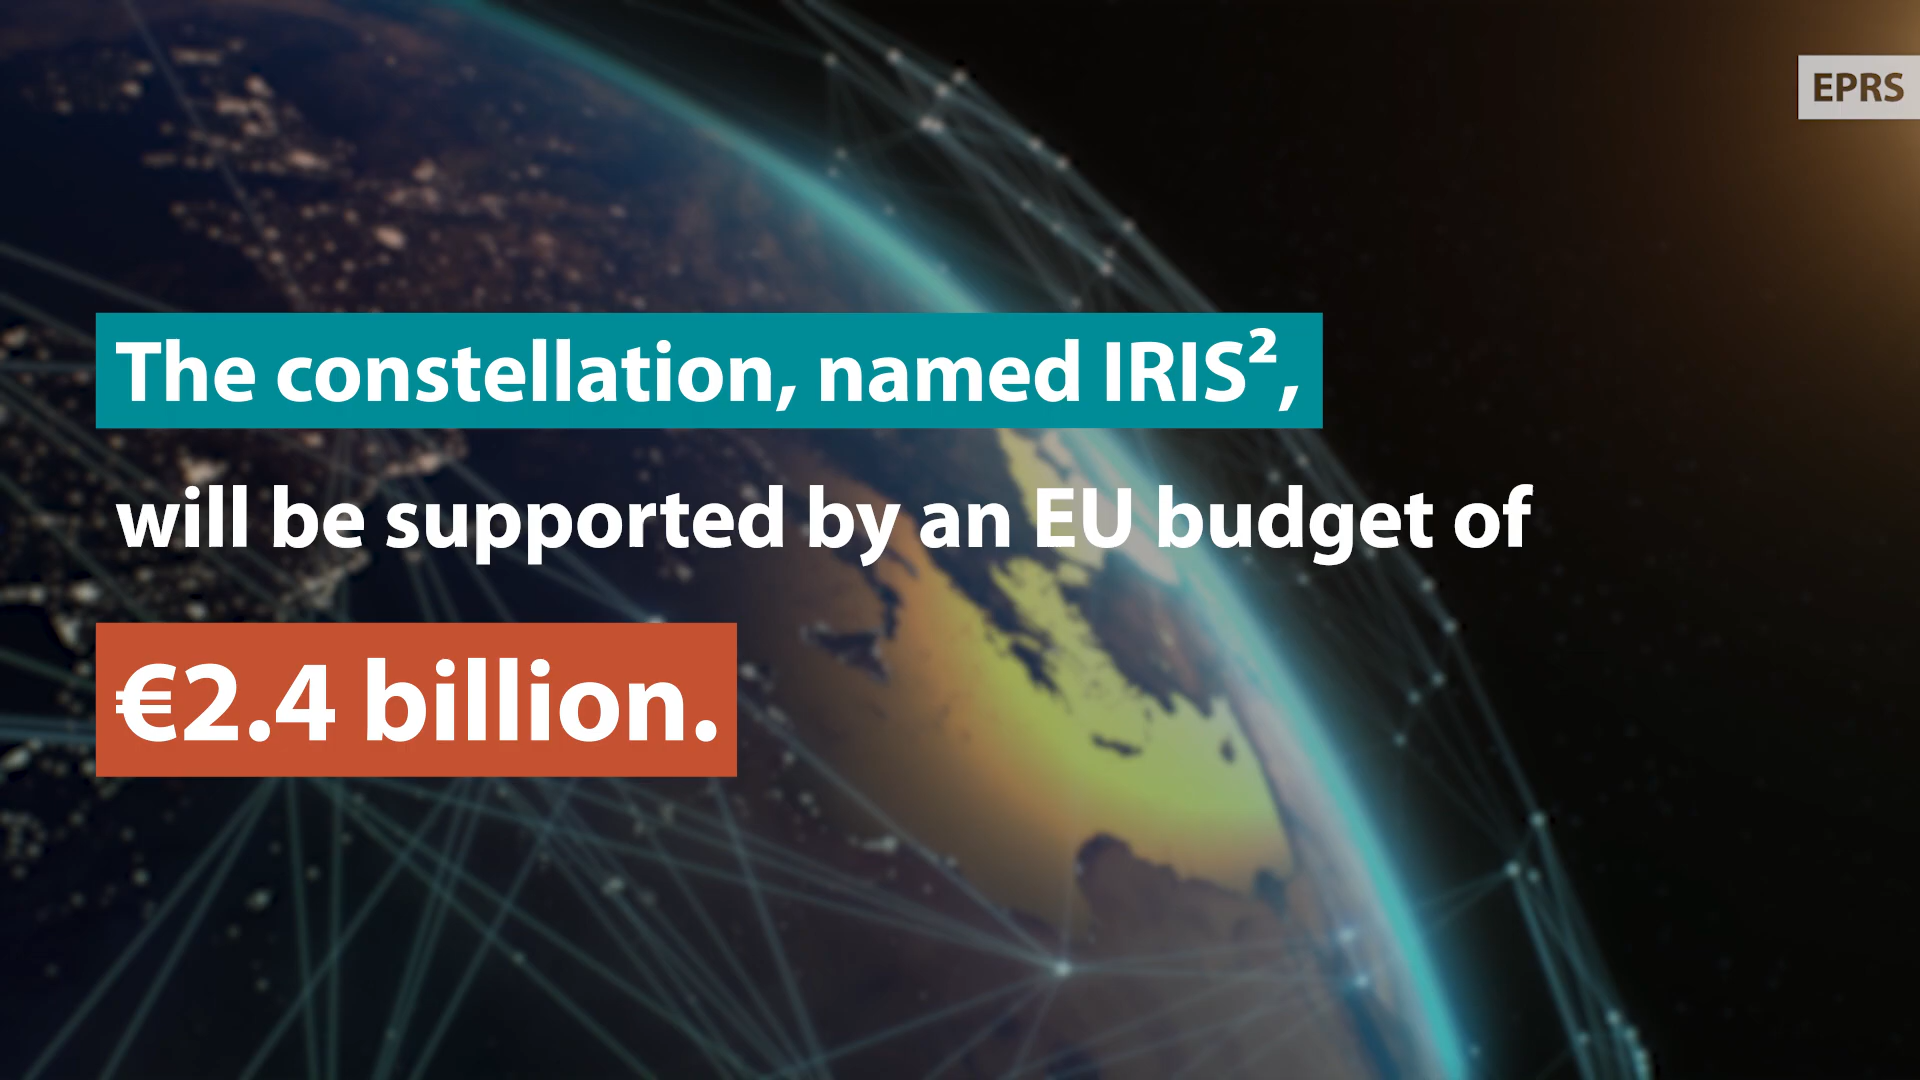 EPRS
The constellation, named IRIS²,
will be supported by an EU budget of
€2.4 billion.